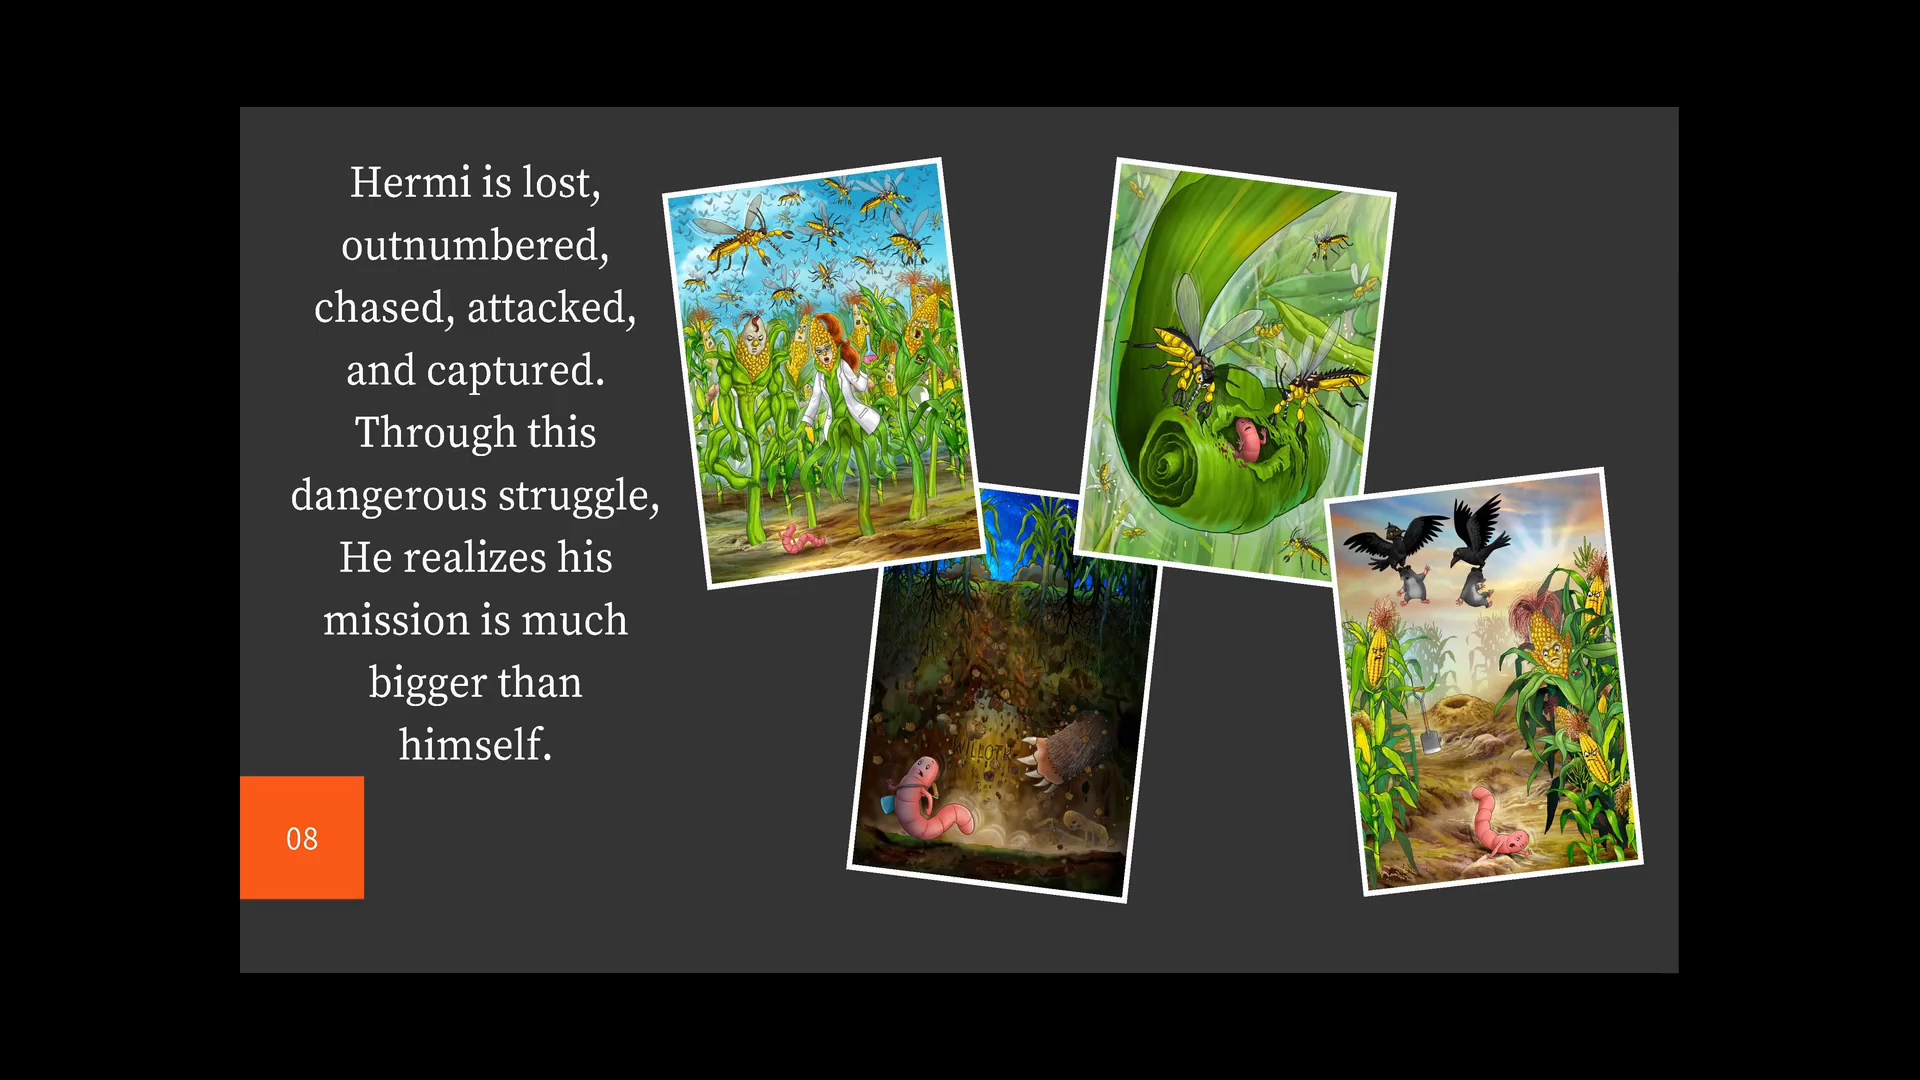 Hermi is lost,
outnumbered,
chased, attacked,
and captured.
Through this
dangerous struggle,
He realizes his
mission is much
bigger than
himself.
08